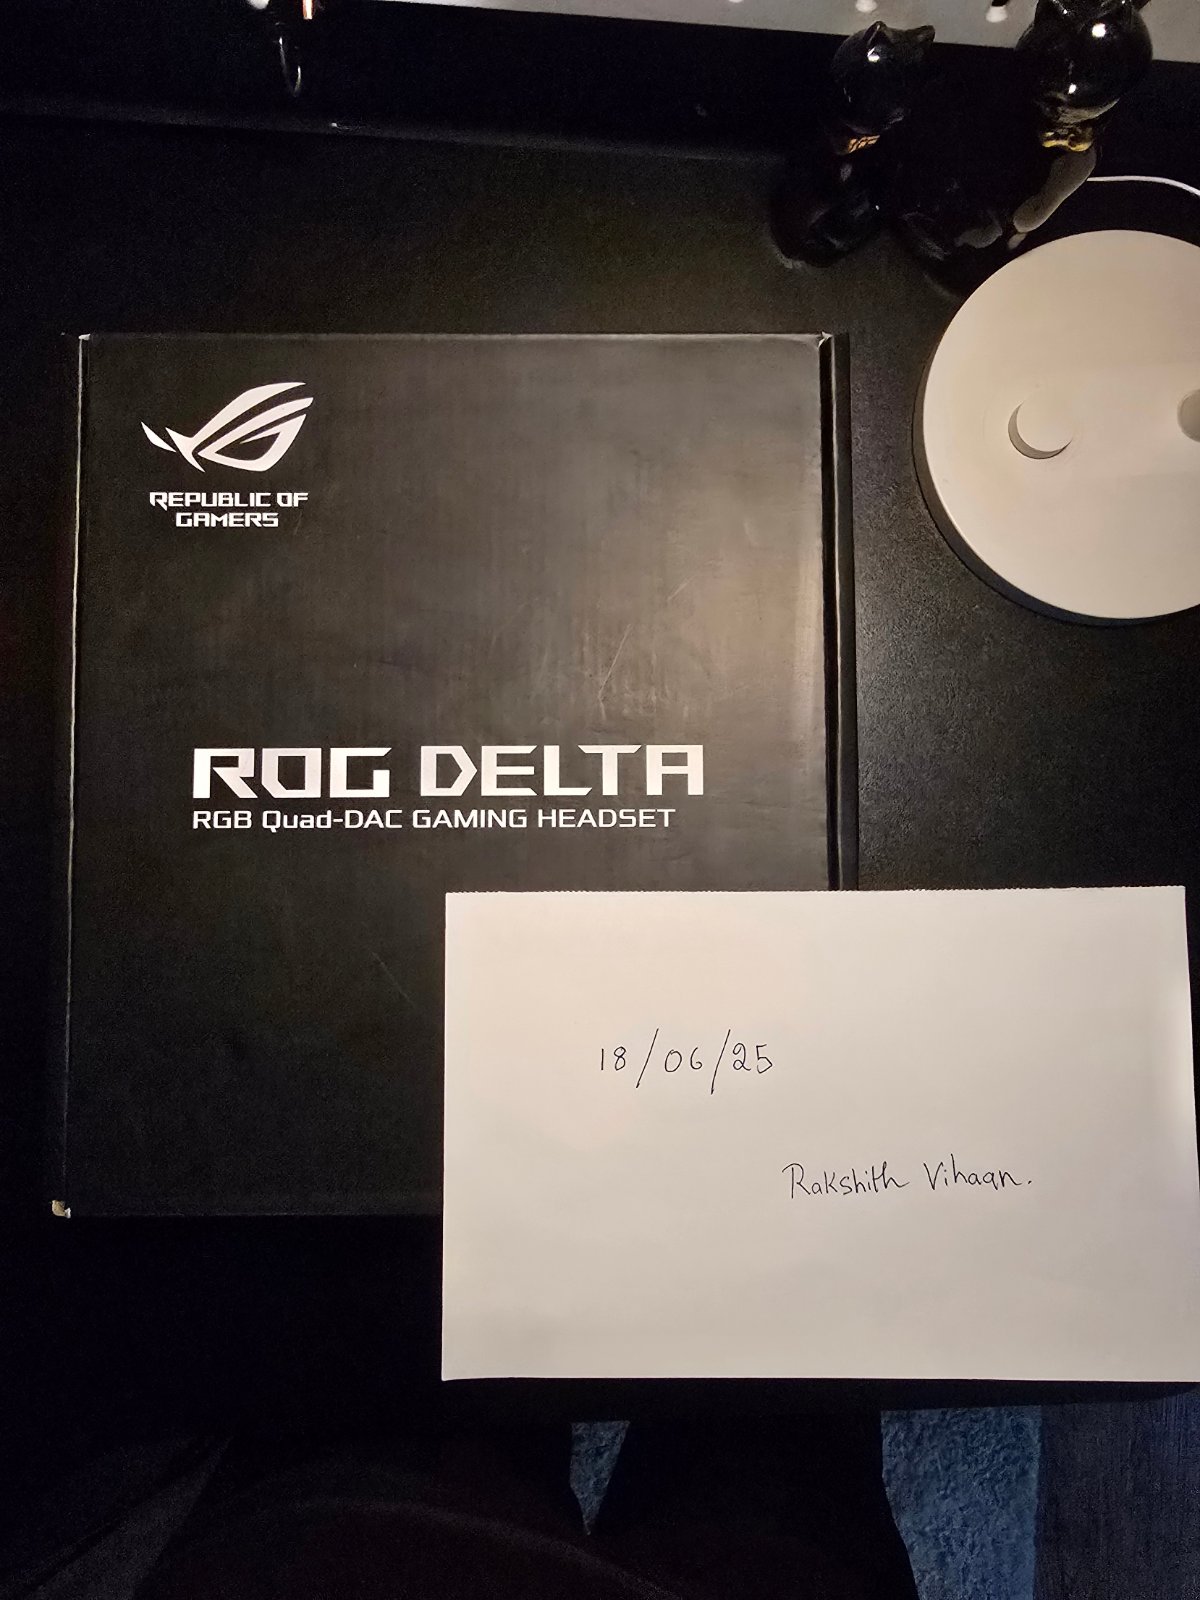 REPUBLIC OF
GAMERS
ROG DELTA
RGB Quad-DAC GAMING HEADSET
18/06/25
Rakshith Vihaan.